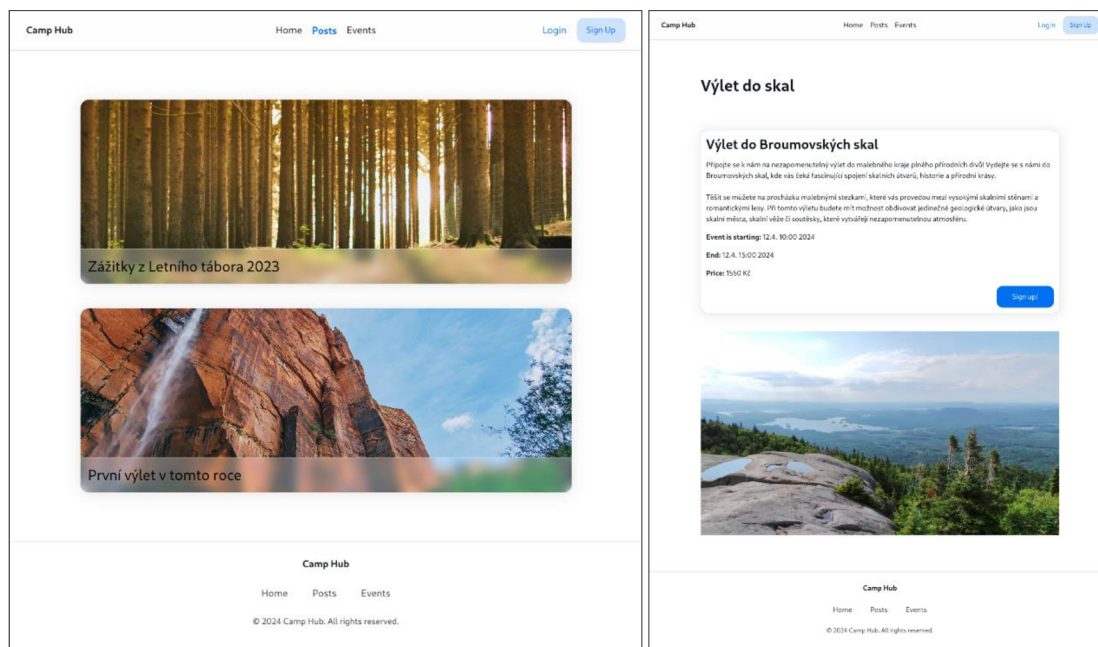 Camp Hub
Home Posts Events
Login Sign Up
Zážitky z Letního tábora 2023
První výlet v tomto roce
Camp Hub
Home Posts Events
© 2024 Camp Hub. All rights reserved.
Camp Hub
Home Posts Events
Login Sign Up
Výlet do skal
Výlet do Broumovských skal
Připojte se k nám na nezapomenutelný výlet do malebného kraje plného přírodních divů! Vydejte se s námi do
Broumovských skal, kde vás čeká fascinující spojení skalních útvarů, historie a přírodní krásy.
Těšit se můžete na procházku malebnými stezkami, které vás provedou mezi vysokými skalními stěnami a
romantickými lesy. Při tomto výletu budete mít možnost obdivovat jedinečné geologické útvary, jako jsou
skalní města, skalní věže či soutěsky, které vytvářejí nezapomenutelnou atmosféru.
Event is starting: 12.4. 10:00 2024
End: 12.4. 15:00 2024
Price: 1550 Kč
Sign up!
Camp Hub
Home Posts Events
© 2024 Camp Hub. All rights reserved.